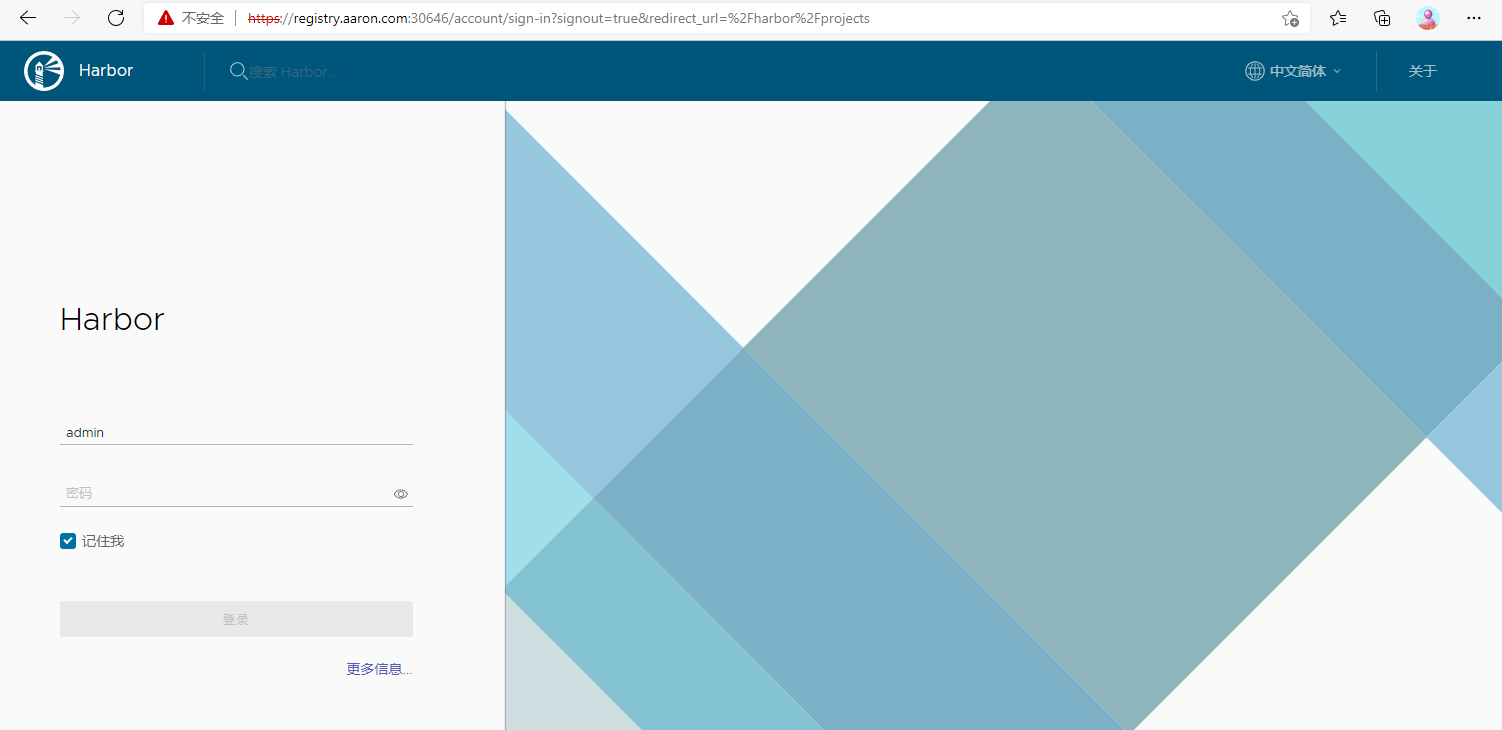 不安全 https://registry.aaron.com:30646/account/sign-in?signout=true&redirect_url=%2Fharbor%2Fprojects
Harbor 搜索 Harbor... 中文简体 关于
Harbor
admin
密码
记住我
登录
更多信息...